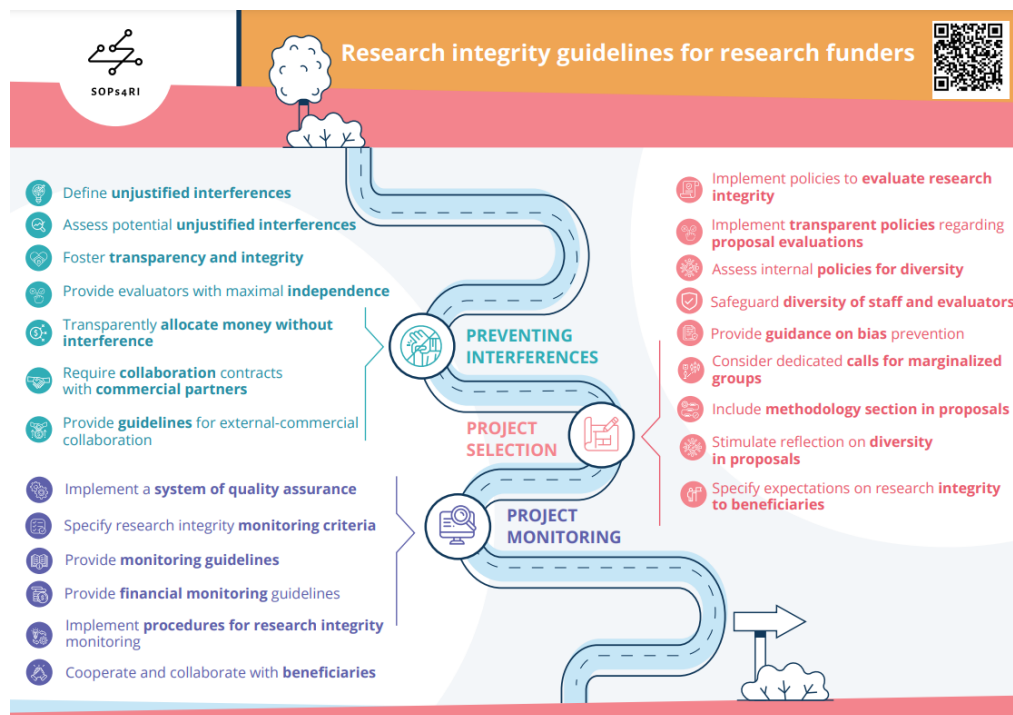 SOPs4RI
Research integrity guidelines for research funders
Define unjustified interferences
Assess potential unjustified interferences
Foster transparency and integrity
Provide evaluators with maximal independence
Transparently allocate money without
interference
Require collaboration contracts
with commercial partners
Provide guidelines for external-commercial
collaboration
PREVENTING
INTERFERENCES
Implement policies to evaluate research
integrity
Implement transparent policies regarding
proposal evaluations
Assess internal policies for diversity
Safeguard diversity of staff and evaluators
Provide guidance on bias prevention
Consider dedicated calls for marginalized
groups
Include methodology section in proposals
Stimulate reflection on diversity
in proposals
Specify expectations on research integrity
to beneficiaries
PROJECT
SELECTION
Implement a system of quality assurance
Specify research integrity monitoring criteria
Provide monitoring guidelines
Provide financial monitoring guidelines
Implement procedures for research integrity
monitoring
Cooperate and collaborate with beneficiaries
PROJECT
MONITORING